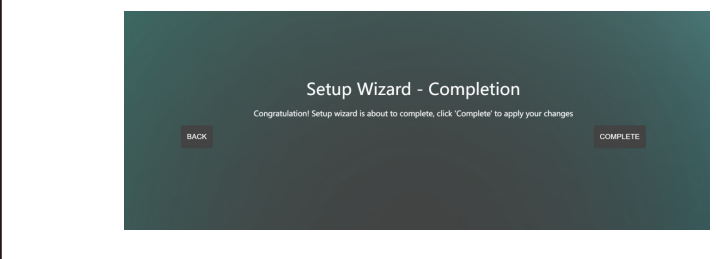 Setup Wizard - Completion
Congratulation! Setup wizard is about to complete, click 'Complete' to apply your changes
BACK
COMPLETE